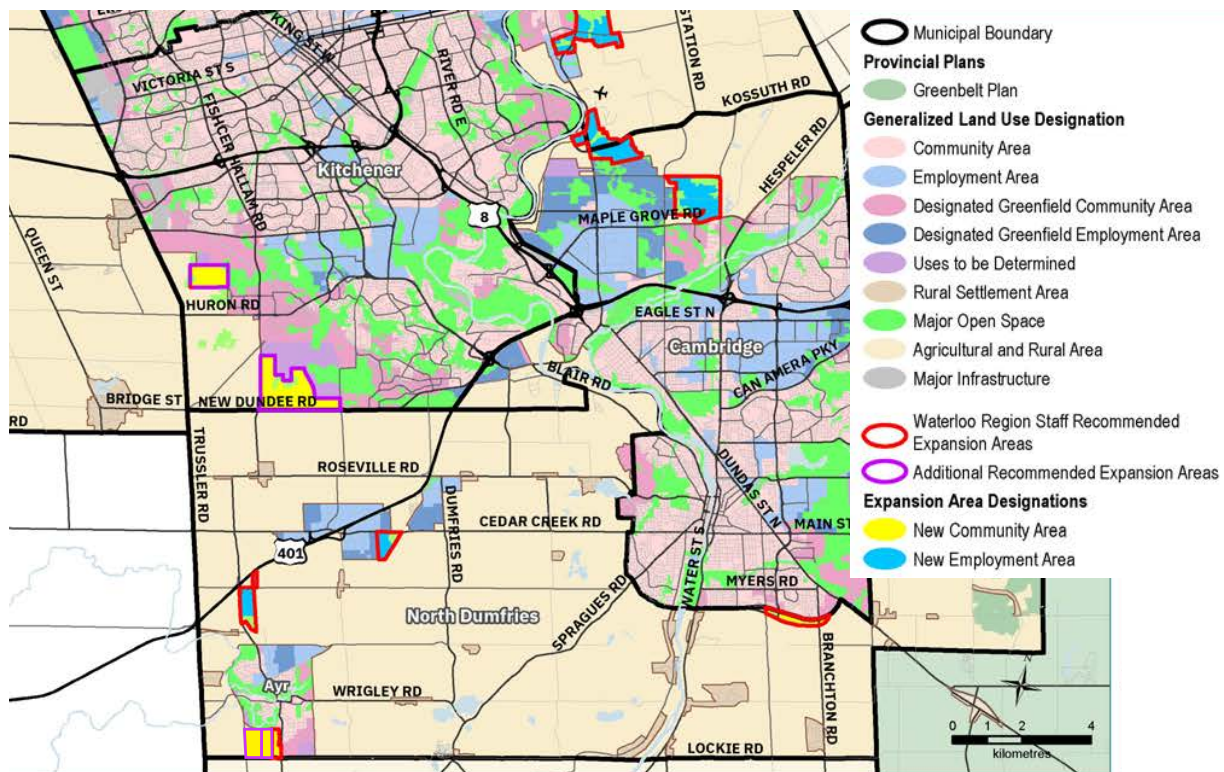 STATION RD
KING ST W
VICTORIA ST S
RIVER RD E
FISHCER HALLAM RD
KOSSUTH RD
Kitchener
HESPELER RD
8
MAPLE GROVE RD
QUEEN ST
HURON RD
EAGLE ST N
Cambridge
CAN AMERA PKY
BLAIR RD
BRIDGE ST
NEW DUNDEE RD
RD
TRUSSLER RD
ROSEVILLE RD
DUNDAS ST N
DUMFRIES RD
CEDAR CREEK RD
MAIN ST
401
WATER ST S
MYERS RD
North Dumfries
SPRAGUES RD
BRANCHTON RD
Ayr
WRIGLEY RD
LOCKIE RD
N
0 1 2 4
kilometres
Municipal Boundary
Provincial Plans
Greenbelt Plan
Generalized Land Use Designation
Community Area
Employment Area
Designated Greenfield Community Area
Designated Greenfield Employment Area
Uses to be Determined
Rural Settlement Area
Major Open Space
Agricultural and Rural Area
Major Infrastructure
Waterloo Region Staff Recommended
Expansion Areas
Additional Recommended Expansion Areas
Expansion Area Designations
New Community Area
New Employment Area